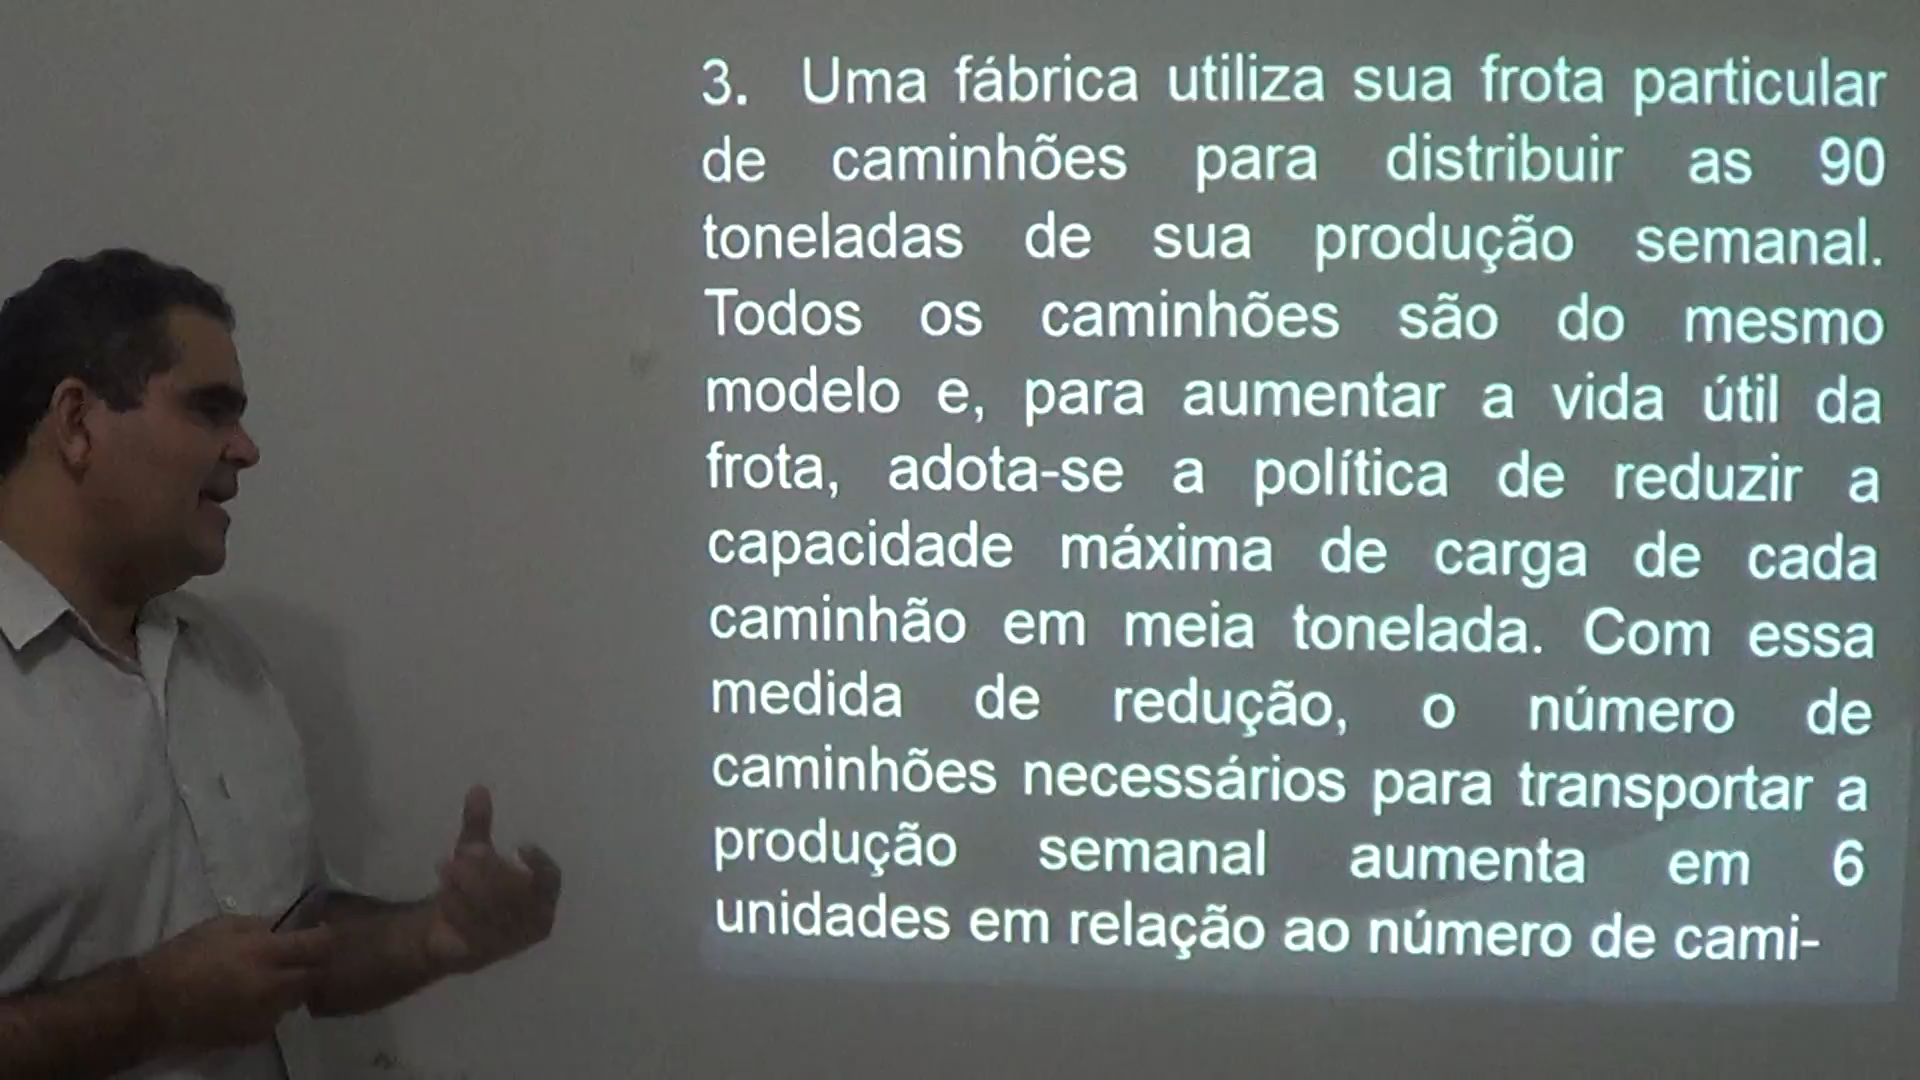 3. Uma fábrica utiliza sua frota particular
de caminhões para distribuir as 90
toneladas de sua produção semanal.
Todos os caminhões são do mesmo
modelo e, para aumentar a vida útil da
frota, adota-se a política de reduzir a
capacidade máxima de carga de cada
caminhão em meia tonelada. Com essa
medida de redução, o número de
caminhões necessários para transportar a
produção semanal aumenta em 6
unidades em relação ao número de cami-